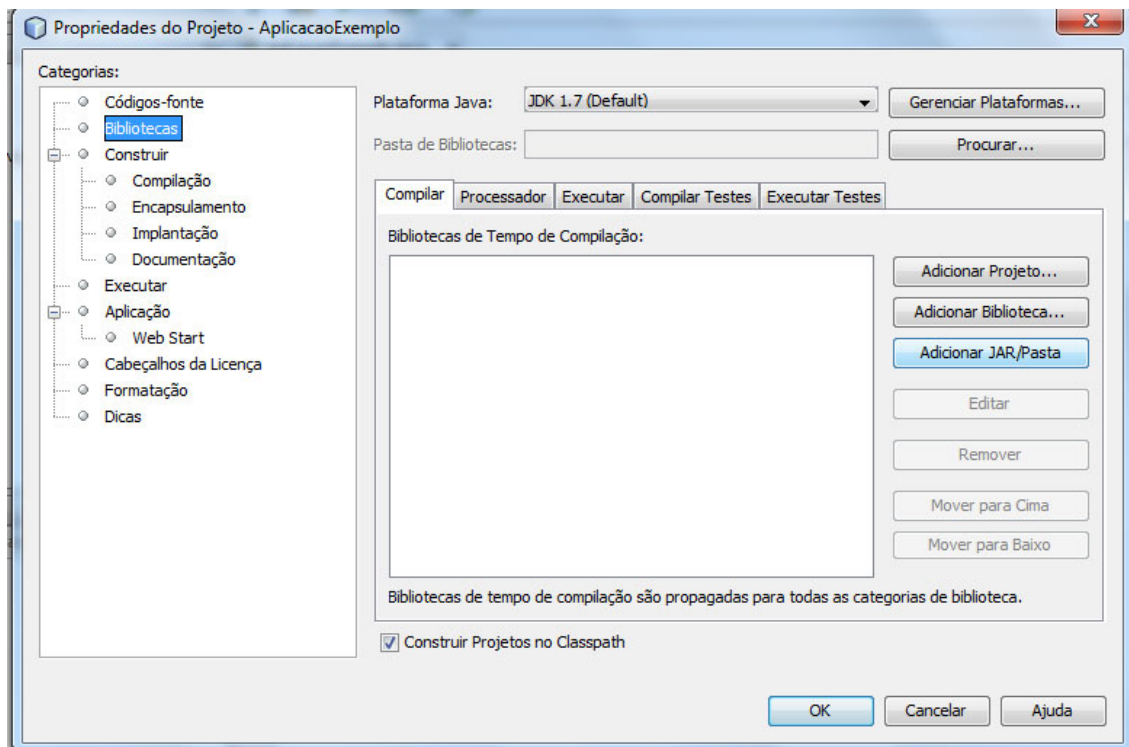 Propriedades do Projeto - AplicacaoExemplo
Categorias:
Códigos-fonte
Bibliotecas
Construir
Compilação
Encapsulamento
Implantação
Documentação
Executar
Aplicação
Web Start
Cabeçalhos da Licença
Formatação
Dicas
Plataforma Java: JDK 1.7 (Default) Gerenciar Plataformas...
Pasta de Bibliotecas: Procurar...
Compilar Processador Executar Compilar Testes Executar Testes
Bibliotecas de Tempo de Compilação:
Adicionar Projeto...
Adicionar Biblioteca...
Adicionar JAR/Pasta
Editar
Remover
Mover para Cima
Mover para Baixo
Bibliotecas de tempo de compilação são propagadas para todas as categorias de biblioteca.
Construir Projetos no Classpath
OK Cancelar Ajuda